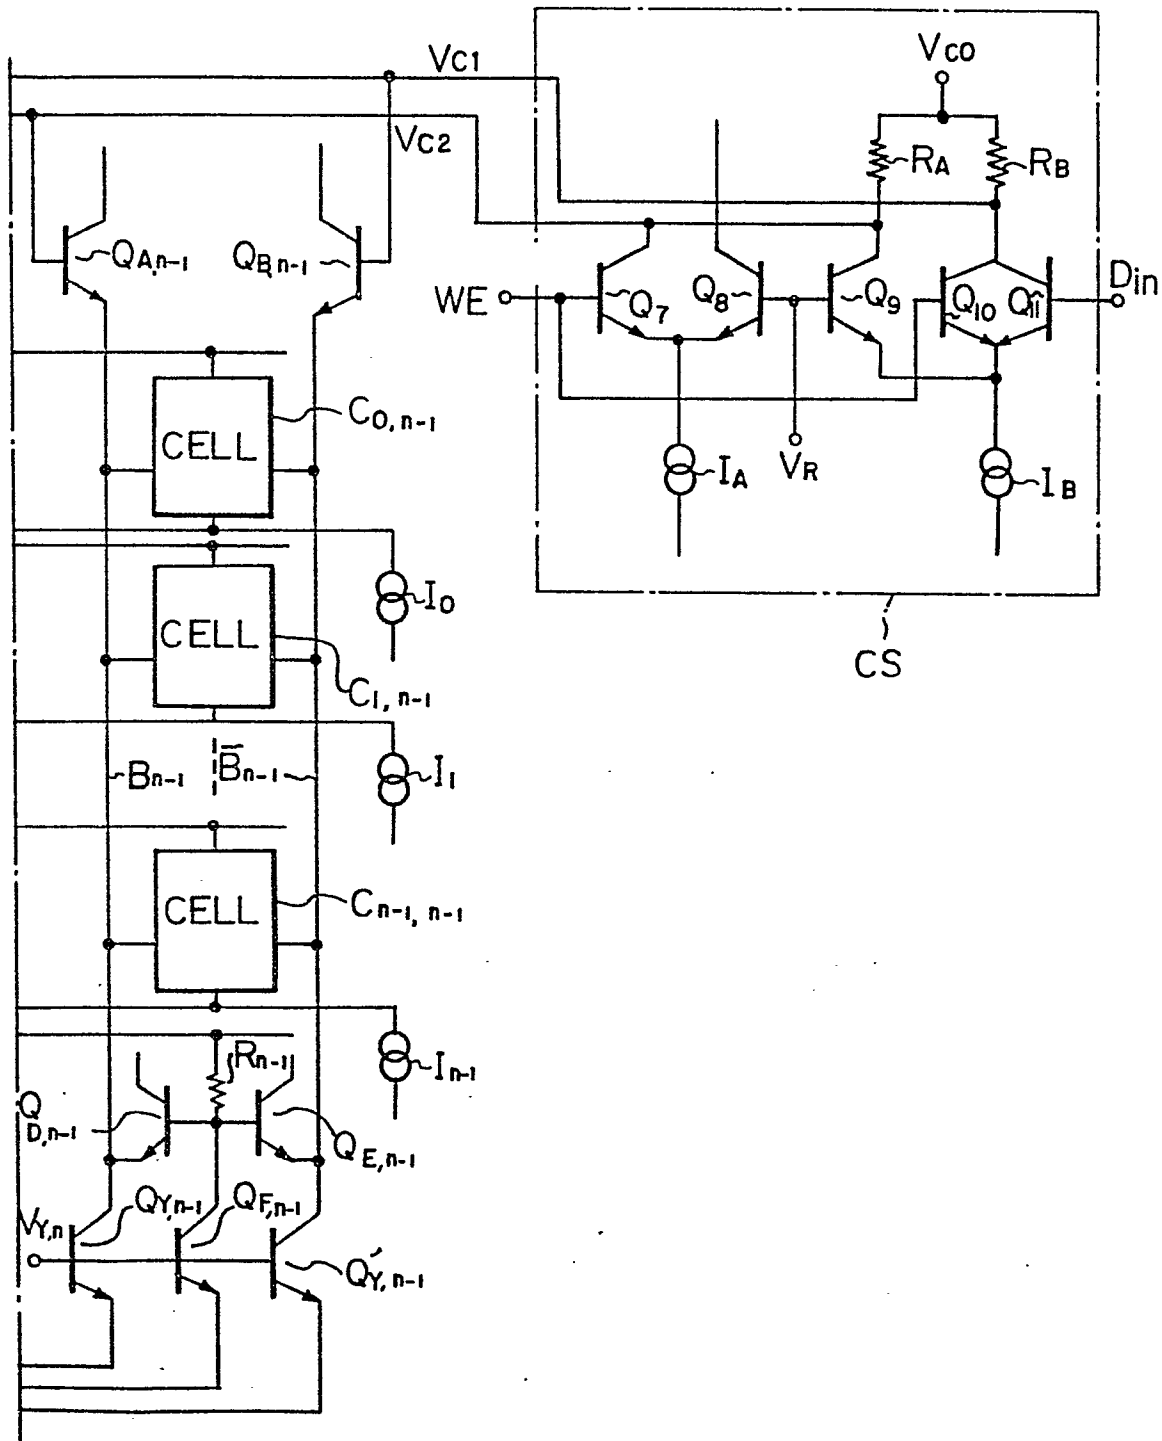 VC1
VC0
VC2
RA
RB
QA,n-1
QB,n-1
WE
Q7
Q8
Q9
Q10
Q11
Din
C0,n-1
CELL
IA
VR
IB
I0
CELL
CS
C1,n-1
Bn-1
B̄n-1
I1
CELL
Cn-1,n-1
Rn-1
In-1
QD,n-1
QE,n-1
QY,n-1
QF,n-1
VY,n
Q'Y,n-1